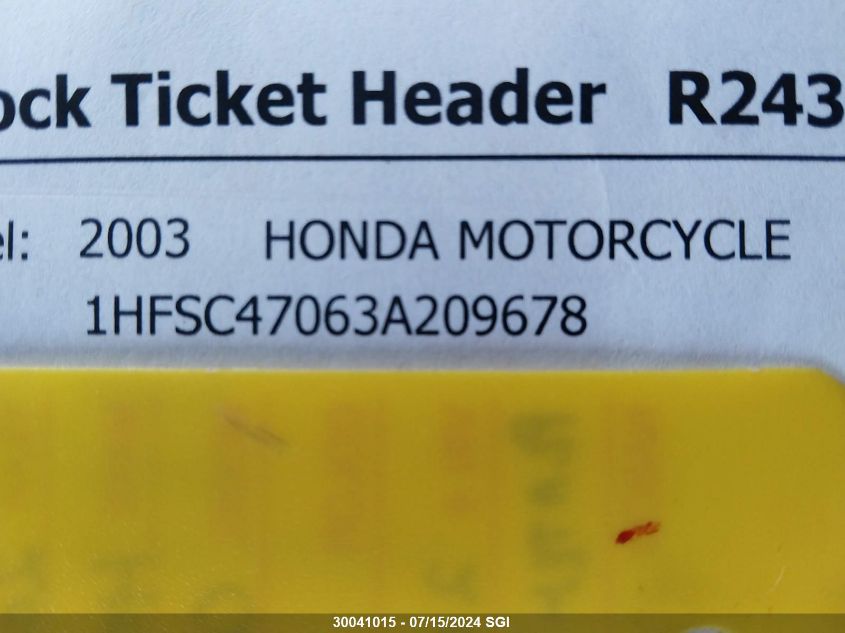 ock Ticket Header R243
el: 2003 HONDA MOTORCYCLE
1HFSC47063A209678
30041015 - 07/15/2024 SGI